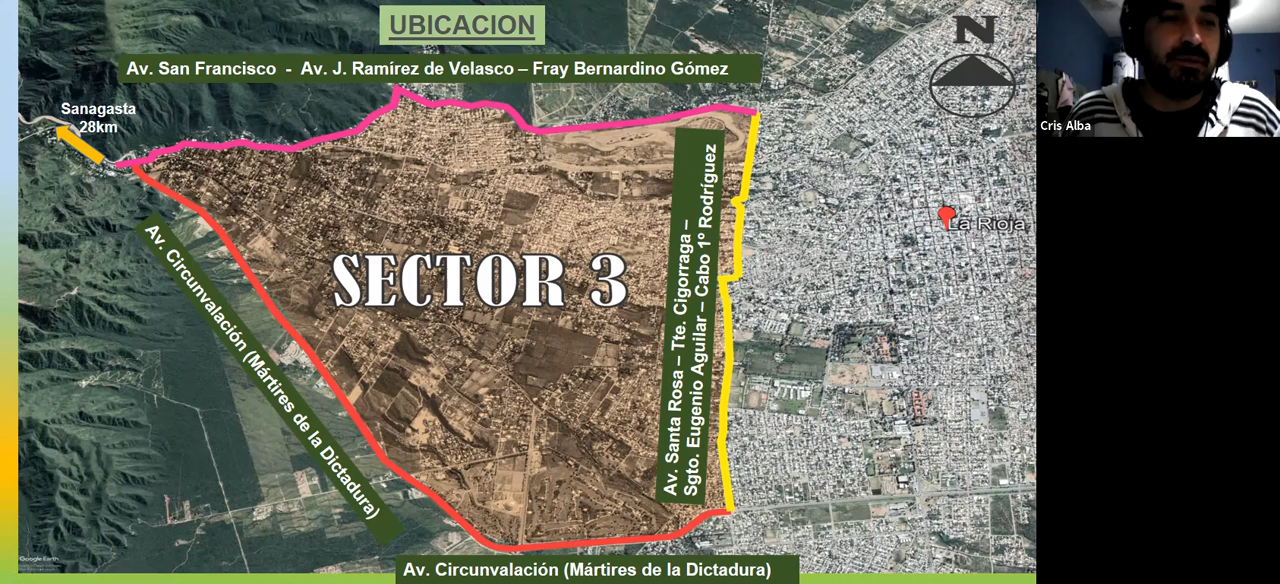 UBICACION
N
Av. San Francisco - Av. J. Ramírez de Velasco – Fray Bernardino Gómez
Sanagasta
28km
Cris Alba
La Rioja
SECTOR 3
Av. Circunvalación (Mártires de la Dictadura)
Av. Santa Rosa – Tte. Cigorraga –
Sgto. Eugenio Aguilar – Cabo 1º Rodríguez
Av. Circunvalación (Mártires de la Dictadura)
Google Earth